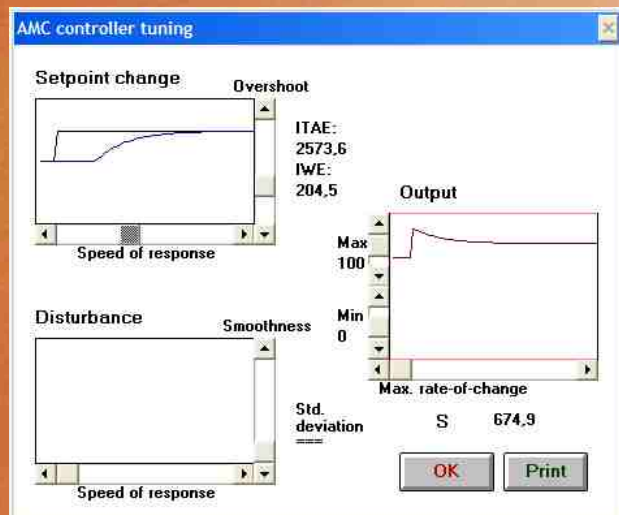 AMC controller tuning
Setpoint change
Overshoot
ITAE:
2573,6
IWE:
204,5
Speed of response
Output
Max
100
Min
0
Max. rate-of-change
Disturbance
Smoothness
Std.
deviation
===
Speed of response
S 674,9
OK
Print